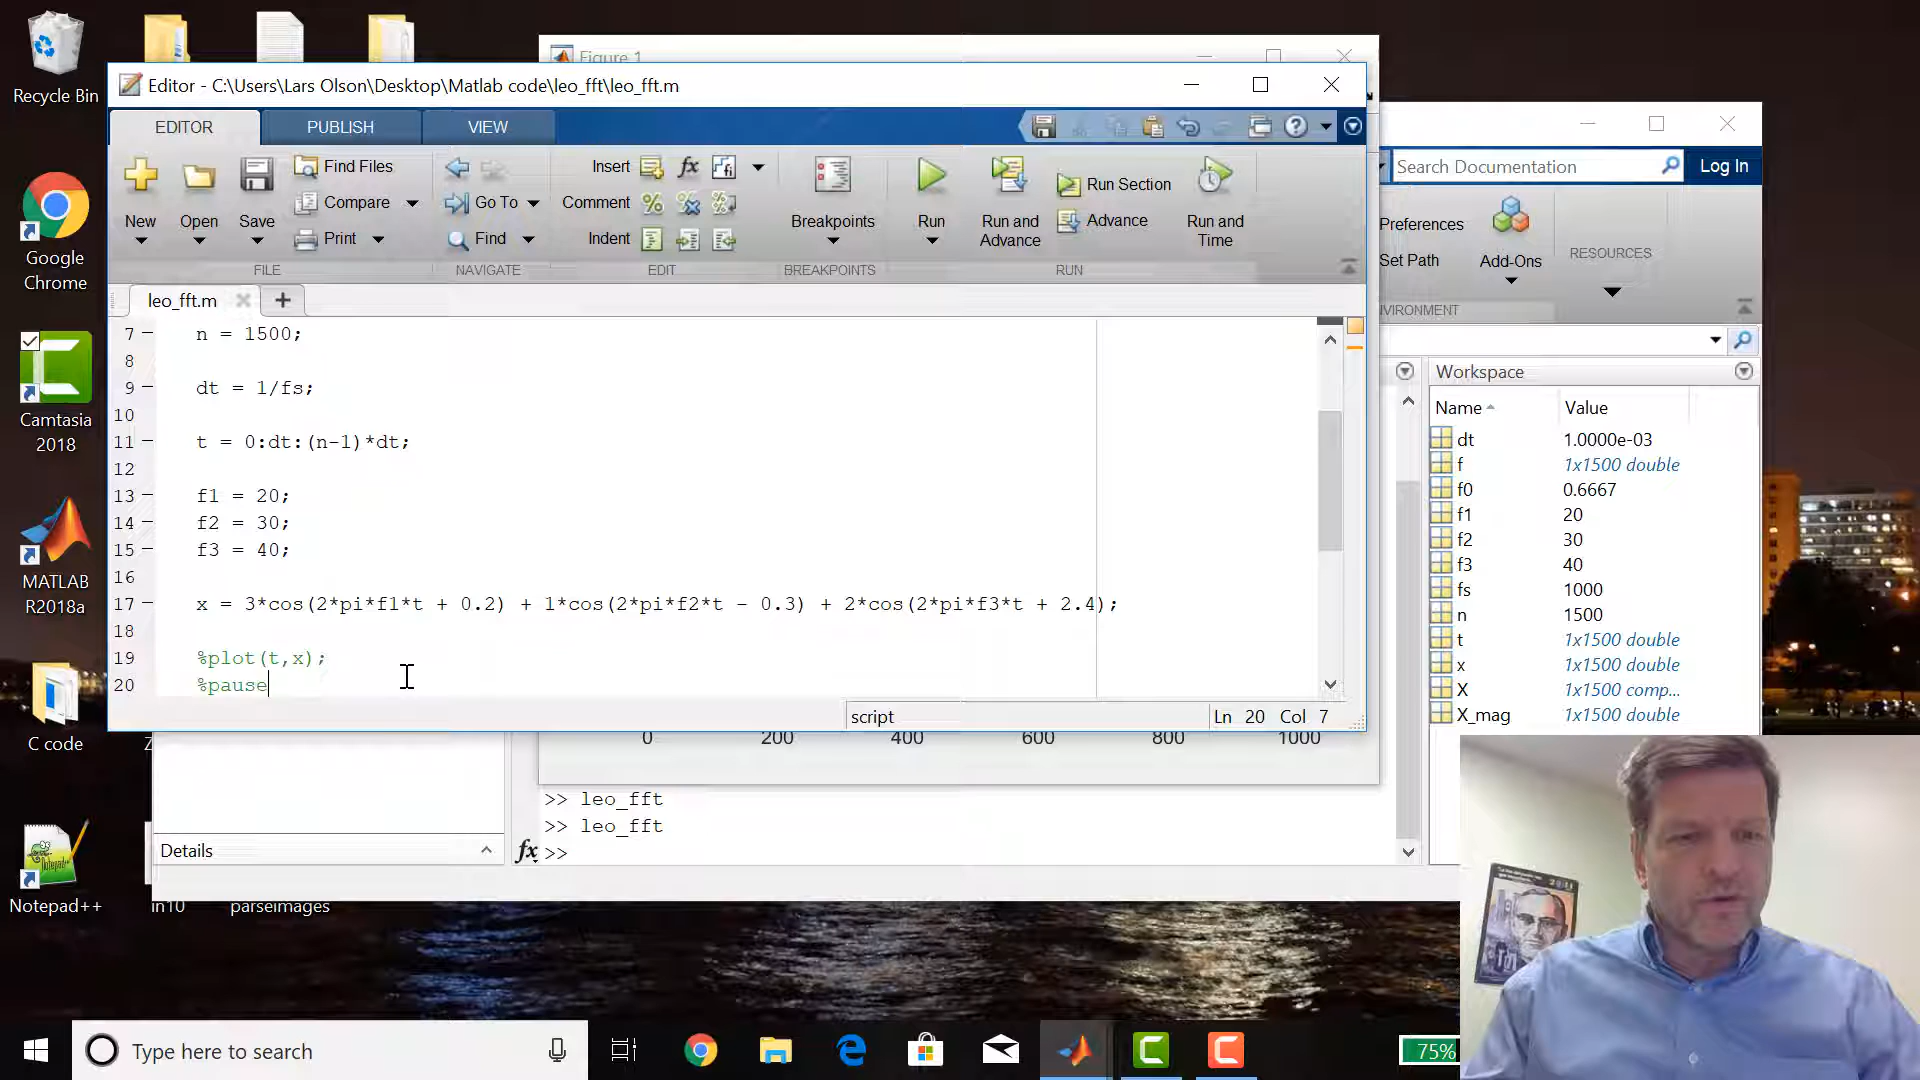 Recycle Bin
Google
Chrome
Camtasia
2018
MATLAB
R2018a
C code
Notepad++
in10
parseimages
Figure 1
Editor - C:\Users\Lars Olson\Desktop\Matlab code\leo_fft\leo_fft.m
EDITOR
PUBLISH
VIEW
New
Open
Save
Find Files
Compare
Print
FILE
Go To
Find
NAVIGATE
Insert
fx
fi
Comment
Indent
EDIT
Breakpoints
BREAKPOINTS
Run
Run and
Advance
Run Section
Advance
Run and
Time
RUN
leo_fft.m
7 n = 1500;
8
9 dt = 1/fs;
10
11 t = 0:dt:(n-1)*dt;
12
13 f1 = 20;
14 f2 = 30;
15 f3 = 40;
16
17 x = 3*cos(2*pi*f1*t + 0.2) + 1*cos(2*pi*f2*t - 0.3) + 2*cos(2*pi*f3*t + 2.4);
18
19 %plot(t,x);
20 %pause
script
Ln 20 Col 7
Search Documentation
Log In
Preferences
Set Path
Add-Ons
RESOURCES
VIRONMENT
Workspace
Name Value
dt 1.0000e-03
f 1x1500 double
f0 0.6667
f1 20
f2 30
f3 40
fs 1000
n 1500
t 1x1500 double
x 1x1500 double
X 1x1500 comp...
X_mag 1x1500 double
0 200 400 600 800 1000
>> leo_fft
>> leo_fft
fx >>
Details
Type here to search
75%